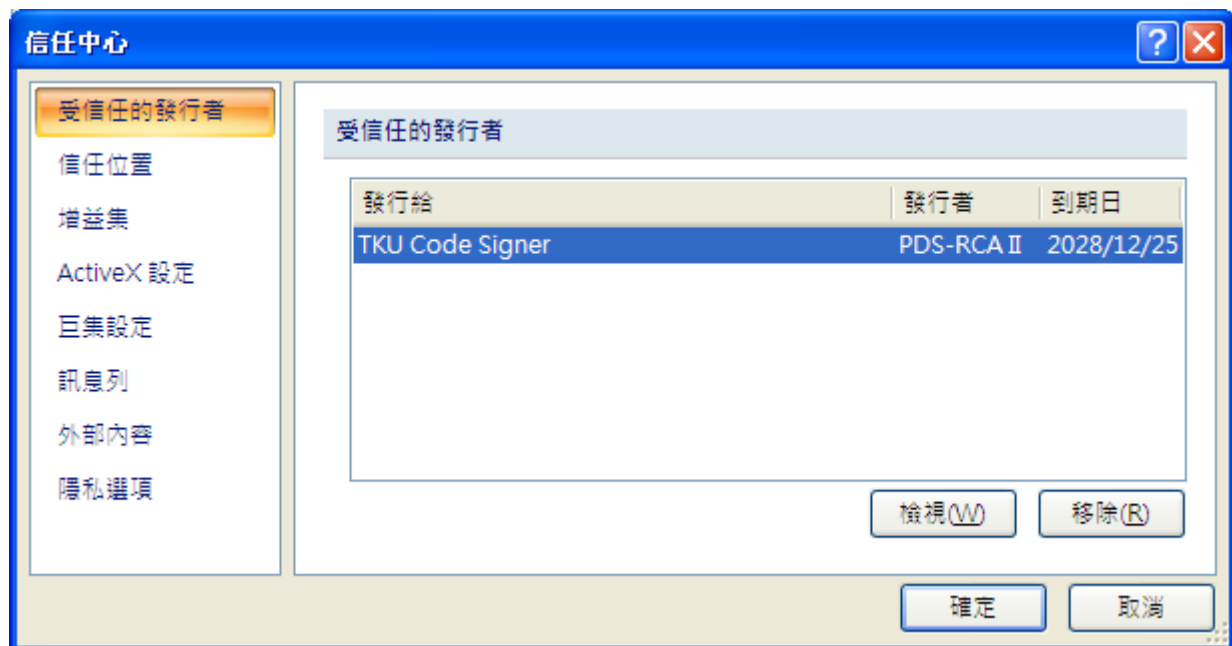 信任中心
受信任的發行者
信任位置
增益集
ActiveX 設定
巨集設定
訊息列
外部內容
隱私選項
受信任的發行者
發行給 發行者 到期日
TKU Code Signer PDS-RCA II 2028/12/25
檢視(W) 移除(R)
確定 取消